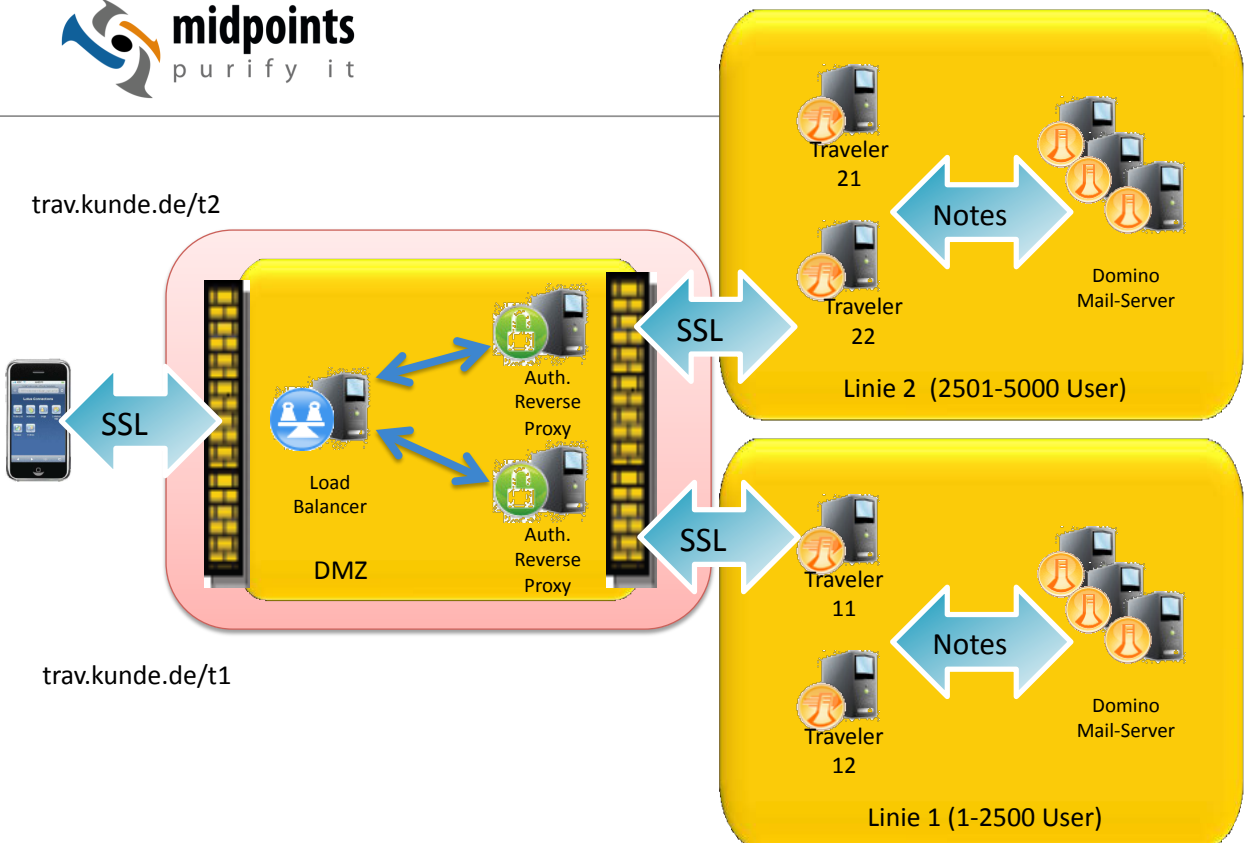 midpoints
purify it
trav.kunde.de/t2
SSL
Load
Balancer
DMZ
Auth.
Reverse
Proxy
Auth.
Reverse
Proxy
SSL
SSL
Traveler
21
Traveler
22
Notes
Domino
Mail-Server
Linie 2 (2501-5000 User)
Traveler
11
Traveler
12
Notes
Domino
Mail-Server
Linie 1 (1-2500 User)
trav.kunde.de/t1